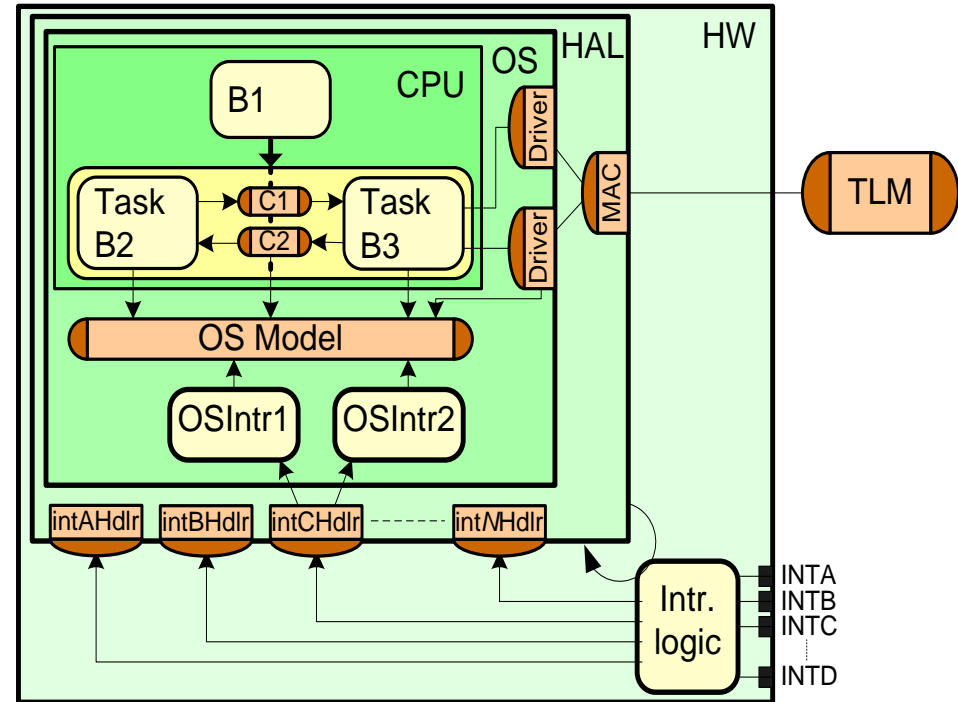 HW
HAL
OS
CPU
B1
Driver
Task
B2
C1
C2
Task
B3
Driver
MAC
TLM
OS Model
OSIntr1
OSIntr2
intAHdlr
intBHdlr
intCHdlr
intNHdlr
Intr.
logic
INTA
INTB
INTC
INTD